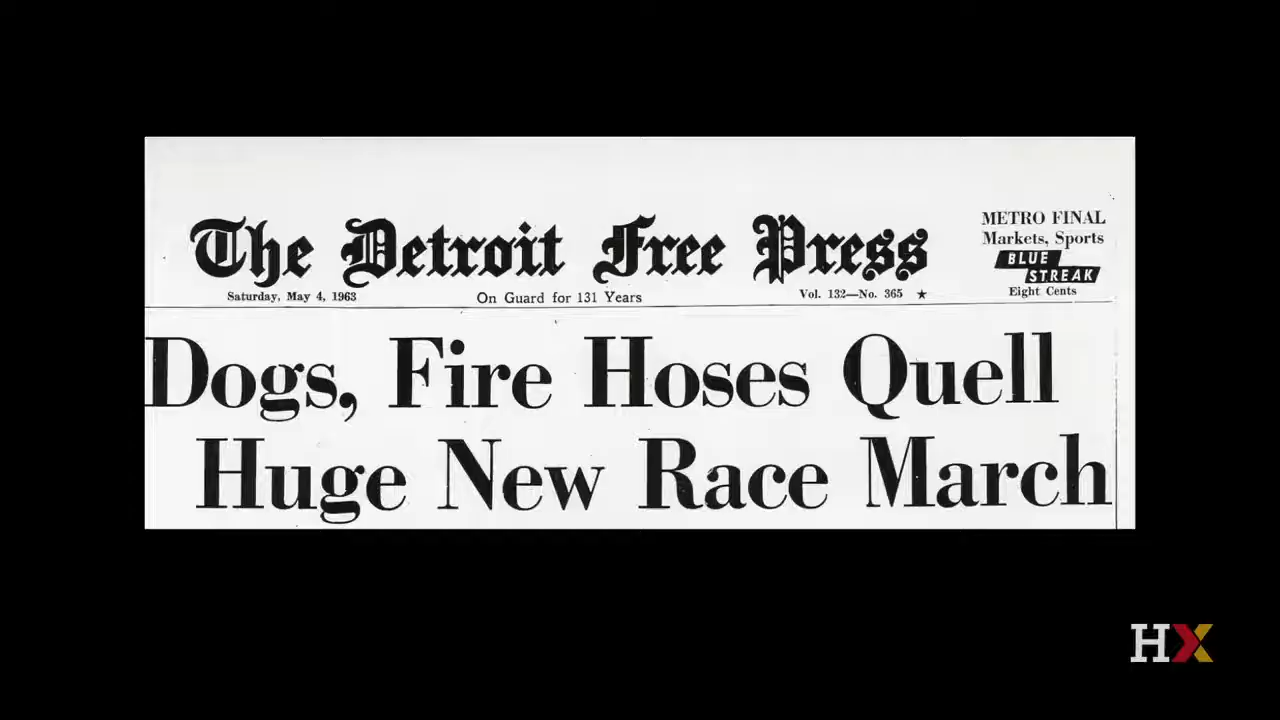 The Detroit Free Press
METRO FINAL
Markets, Sports
BLUE
STREAK
Eight Cents
Saturday, May 4, 1963
On Guard for 131 Years
Vol. 132—No. 365 ★
Dogs, Fire Hoses Quell
Huge New Race March
HX